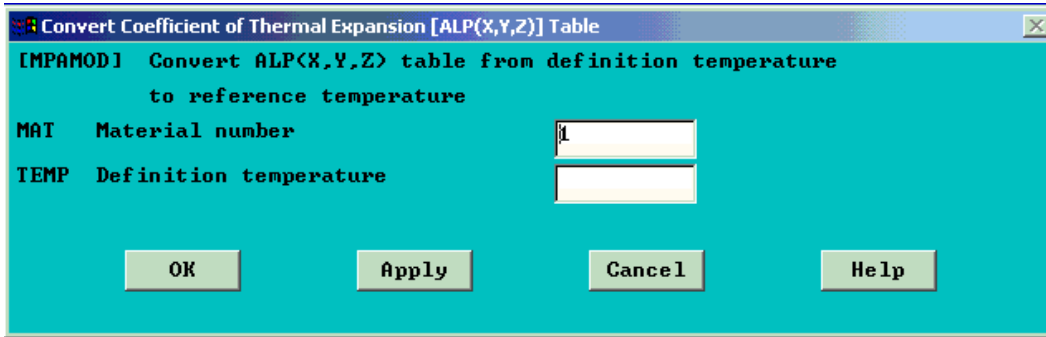 Convert Coefficient of Thermal Expansion [ALP(X,Y,Z)] Table
[MPAMOD] Convert ALP(X,Y,Z) table from definition temperature
to reference temperature
MAT Material number 1
TEMP Definition temperature
OK Apply Cancel Help